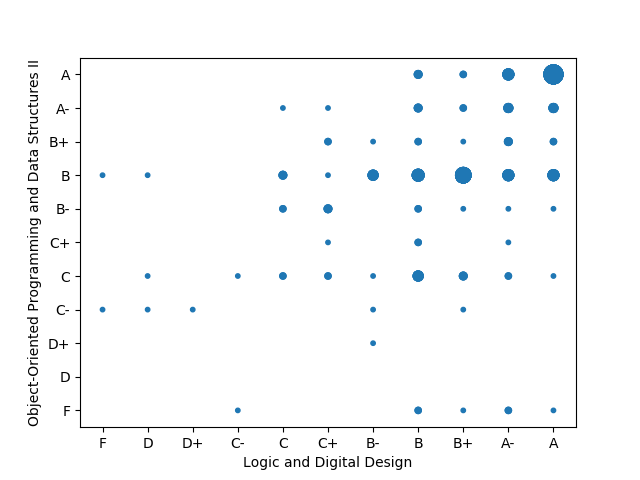 Object-Oriented Programming and Data Structures II
A
A-
B+
B
B-
C+
C
C-
D+
D
F
F D D+ C- C C+ B- B B+ A- A
Logic and Digital Design